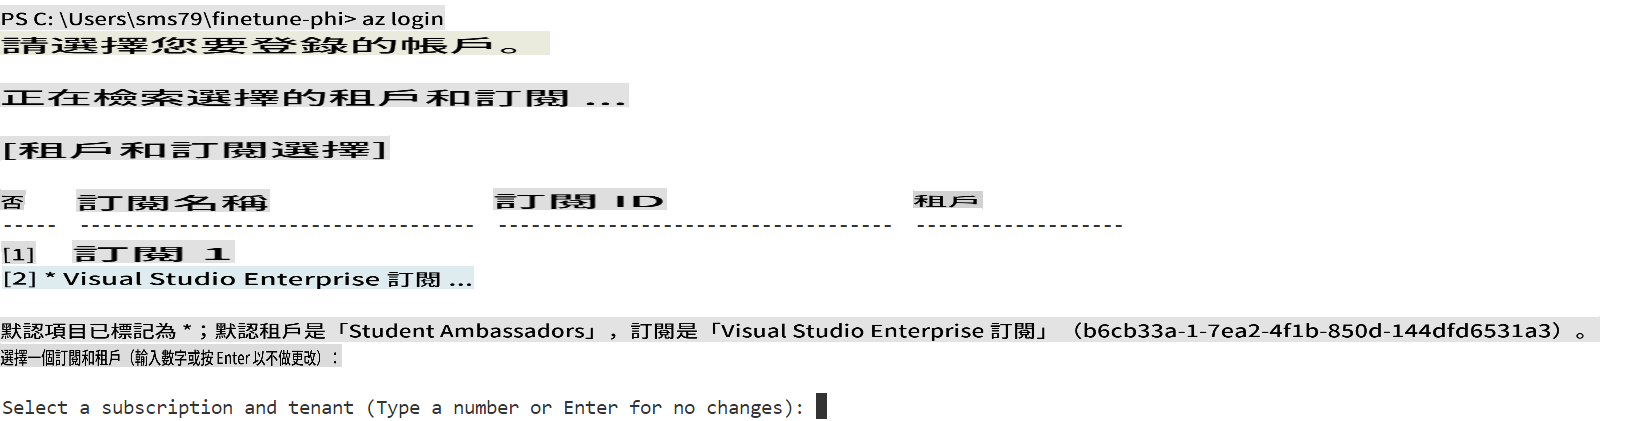 PS C: \Users\sms79\finetune-phi> az login
請選擇您要登錄的帳戶。
正在檢索選擇的租戶和訂閱 ...
[租戶和訂閱選擇]
否 訂閱名稱 訂閱 ID 租戶
----- ------------------------------------ ------------------------------------ -------------------
[1] 訂閱 1
[2] * Visual Studio Enterprise 訂閱 ...
默認項目已標記為 *；默認租戶是「Student Ambassadors」，訂閱是「Visual Studio Enterprise 訂閱」（b6cb33a-1-7ea2-4f1b-850d-144dfd6531a3）。
選擇一個訂閱和租戶（輸入數字或按 Enter 以不做更改）：
Select a subscription and tenant (Type a number or Enter for no changes):